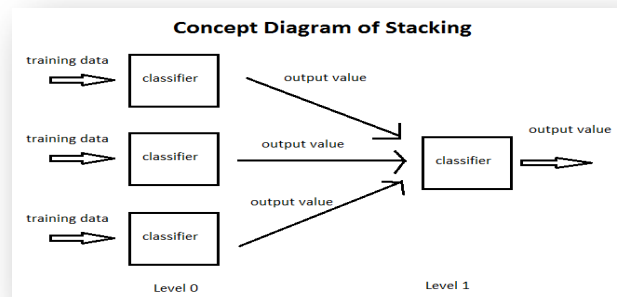 Concept Diagram of Stacking
training data
classifier
output value
training data
classifier
output value
classifier
output value
training data
classifier
output value
Level 0
Level 1